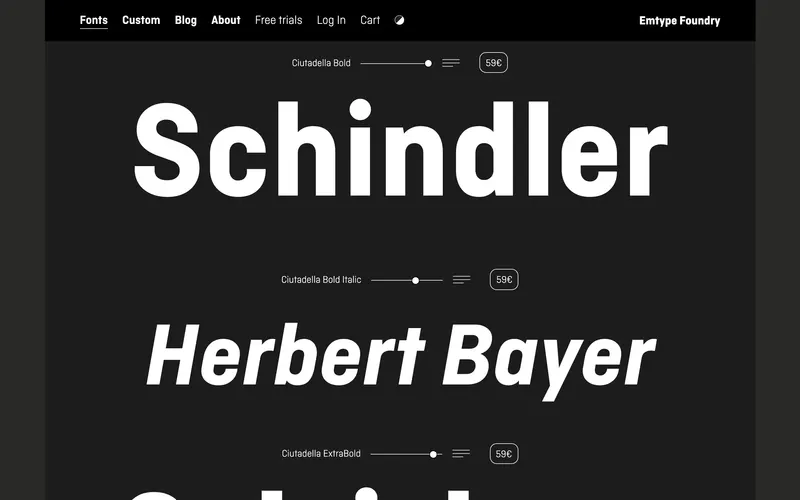 Fonts Custom Blog About Free trials Log In Cart Emtype Foundry
Ciutadella Bold 59€
Schindler
Ciutadella Bold Italic 59€
Herbert Bayer
Ciutadella ExtraBold 59€